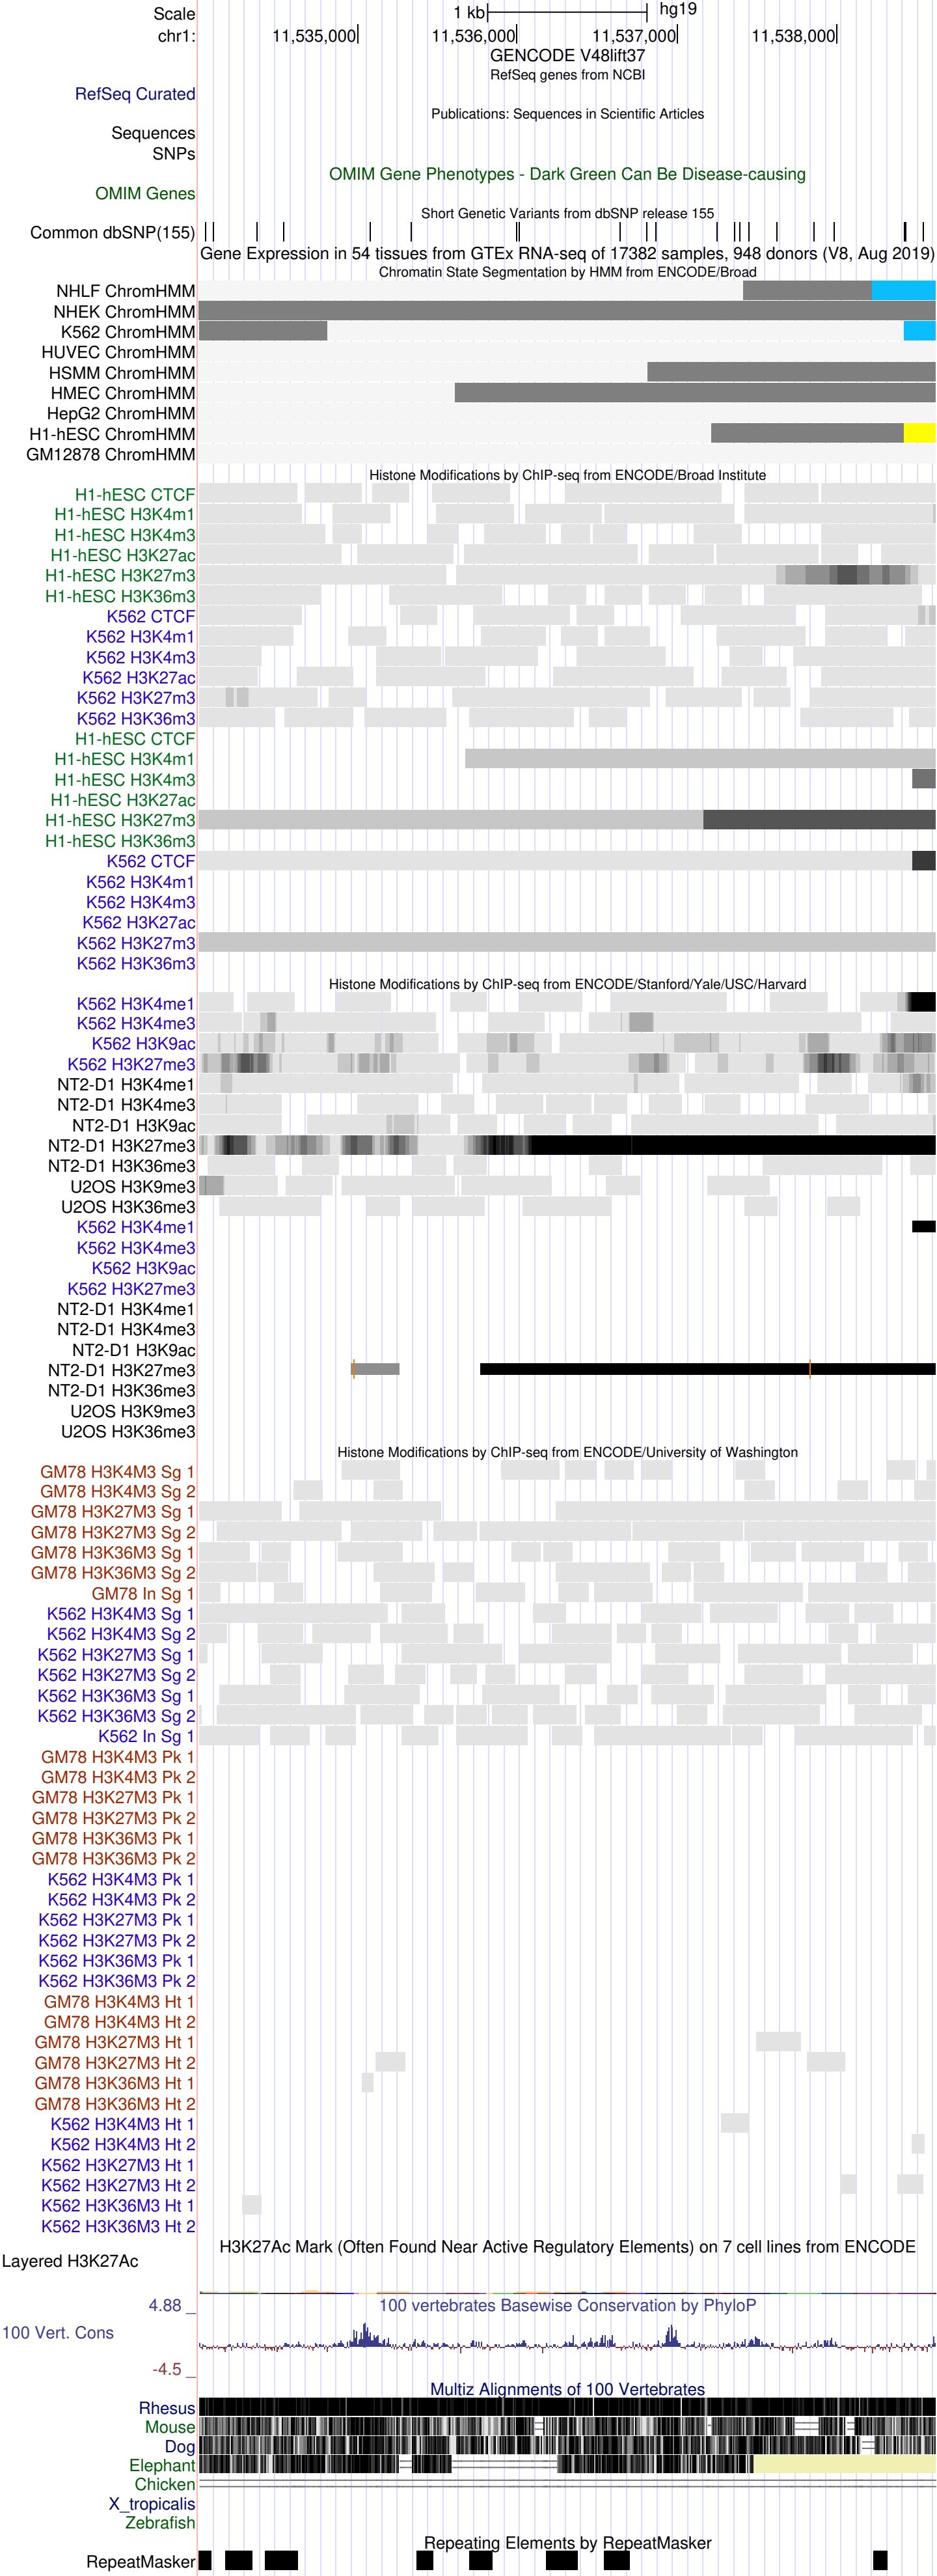 Scale 1 kb hg19
chr1: 11,535,000 11,536,000 11,537,000 11,538,000
GENCODE V48lift37
RefSeq genes from NCBI
RefSeq Curated
Publications: Sequences in Scientific Articles
Sequences
SNPs
OMIM Gene Phenotypes - Dark Green Can Be Disease-causing
OMIM Genes
Short Genetic Variants from dbSNP release 155
Common dbSNP(155)
Gene Expression in 54 tissues from GTEx RNA-seq of 17382 samples, 948 donors (V8, Aug 2019)
Chromatin State Segmentation by HMM from ENCODE/Broad
NHLF ChromHMM
NHEK ChromHMM
K562 ChromHMM
HUVEC ChromHMM
HSMM ChromHMM
HMEC ChromHMM
HepG2 ChromHMM
H1-hESC ChromHMM
GM12878 ChromHMM
Histone Modifications by ChIP-seq from ENCODE/Broad Institute
H1-hESC CTCF
H1-hESC H3K4m1
H1-hESC H3K4m3
H1-hESC H3K27ac
H1-hESC H3K27m3
H1-hESC H3K36m3
K562 CTCF
K562 H3K4m1
K562 H3K4m3
K562 H3K27ac
K562 H3K27m3
K562 H3K36m3
H1-hESC CTCF
H1-hESC H3K4m1
H1-hESC H3K4m3
H1-hESC H3K27ac
H1-hESC H3K27m3
H1-hESC H3K36m3
K562 CTCF
K562 H3K4m1
K562 H3K4m3
K562 H3K27ac
K562 H3K27m3
K562 H3K36m3
Histone Modifications by ChIP-seq from ENCODE/Stanford/Yale/USC/Harvard
K562 H3K4me1
K562 H3K4me3
K562 H3K9ac
K562 H3K27me3
NT2-D1 H3K4me1
NT2-D1 H3K4me3
NT2-D1 H3K9ac
NT2-D1 H3K27me3
NT2-D1 H3K36me3
U2OS H3K9me3
U2OS H3K36me3
K562 H3K4me1
K562 H3K4me3
K562 H3K9ac
K562 H3K27me3
NT2-D1 H3K4me1
NT2-D1 H3K4me3
NT2-D1 H3K9ac
NT2-D1 H3K27me3
NT2-D1 H3K36me3
U2OS H3K9me3
U2OS H3K36me3
Histone Modifications by ChIP-seq from ENCODE/University of Washington
GM78 H3K4M3 Sg 1
GM78 H3K4M3 Sg 2
GM78 H3K27M3 Sg 1
GM78 H3K27M3 Sg 2
GM78 H3K36M3 Sg 1
GM78 H3K36M3 Sg 2
GM78 In Sg 1
K562 H3K4M3 Sg 1
K562 H3K4M3 Sg 2
K562 H3K27M3 Sg 1
K562 H3K27M3 Sg 2
K562 H3K36M3 Sg 1
K562 H3K36M3 Sg 2
K562 In Sg 1
GM78 H3K4M3 Pk 1
GM78 H3K4M3 Pk 2
GM78 H3K27M3 Pk 1
GM78 H3K27M3 Pk 2
GM78 H3K36M3 Pk 1
GM78 H3K36M3 Pk 2
K562 H3K4M3 Pk 1
K562 H3K4M3 Pk 2
K562 H3K27M3 Pk 1
K562 H3K27M3 Pk 2
K562 H3K36M3 Pk 1
K562 H3K36M3 Pk 2
GM78 H3K4M3 Ht 1
GM78 H3K4M3 Ht 2
GM78 H3K27M3 Ht 1
GM78 H3K27M3 Ht 2
GM78 H3K36M3 Ht 1
GM78 H3K36M3 Ht 2
K562 H3K4M3 Ht 1
K562 H3K4M3 Ht 2
K562 H3K27M3 Ht 1
K562 H3K27M3 Ht 2
K562 H3K36M3 Ht 1
K562 H3K36M3 Ht 2
H3K27Ac Mark (Often Found Near Active Regulatory Elements) on 7 cell lines from ENCODE
Layered H3K27Ac
4.88 _ 100 vertebrates Basewise Conservation by PhyloP
100 Vert. Cons
-4.5 _
Multiz Alignments of 100 Vertebrates
Rhesus
Mouse
Dog
Elephant
Chicken
X_tropicalis
Zebrafish
Repeating Elements by RepeatMasker
RepeatMasker